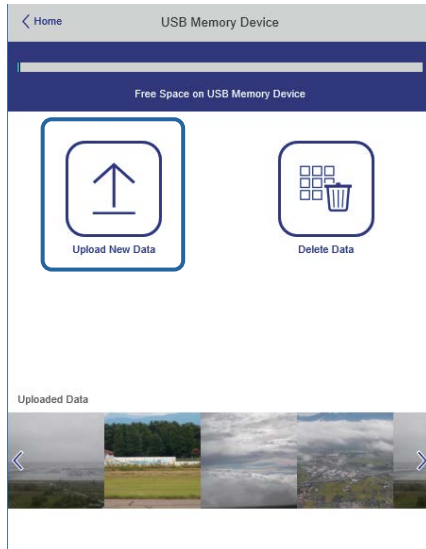 Home
USB Memory Device
Free Space on USB Memory Device
Upload New Data
Delete Data
Uploaded Data